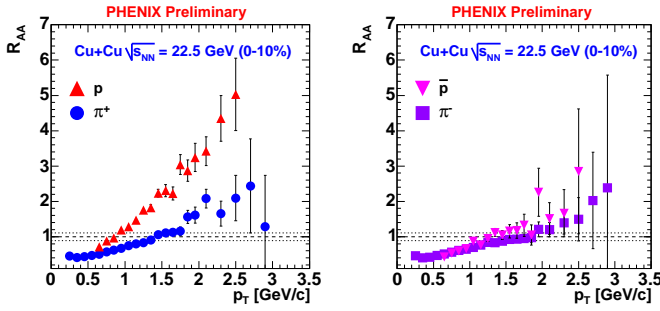 PHENIX Preliminary
R_AA
Cu+Cu √s_NN = 22.5 GeV (0-10%)
p
π⁺
7
6
5
4
3
2
1
0 0.5 1 1.5 2 2.5 3 3.5
p_T [GeV/c]
PHENIX Preliminary
R_AA
Cu+Cu √s_NN = 22.5 GeV (0-10%)
p̅
π⁻
7
6
5
4
3
2
1
0 0.5 1 1.5 2 2.5 3 3.5
p_T [GeV/c]